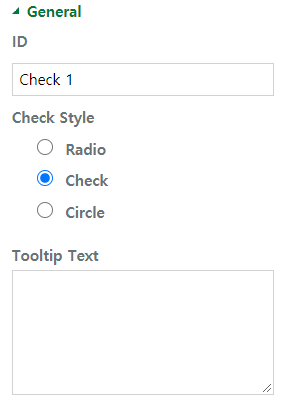 General
ID
Check 1
Check Style
Radio
Check
Circle
Tooltip Text